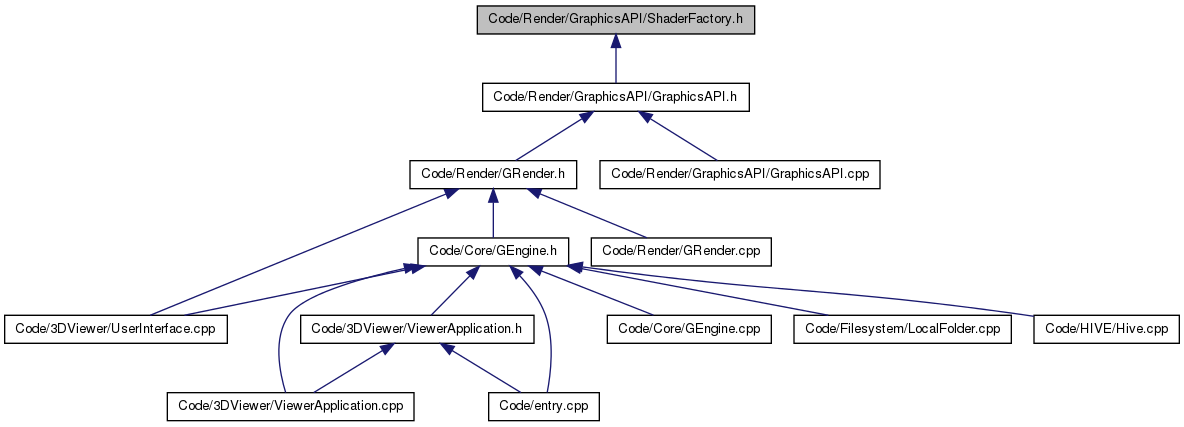 Code/Render/GraphicsAPI/ShaderFactory.h
Code/Render/GraphicsAPI/GraphicsAPI.h
Code/Render/GRender.h
Code/Render/GraphicsAPI/GraphicsAPI.cpp
Code/Core/GEngine.h
Code/Render/GRender.cpp
Code/3DViewer/UserInterface.cpp
Code/3DViewer/ViewerApplication.h
Code/Core/GEngine.cpp
Code/Filesystem/LocalFolder.cpp
Code/HIVE/Hive.cpp
Code/3DViewer/ViewerApplication.cpp
Code/entry.cpp